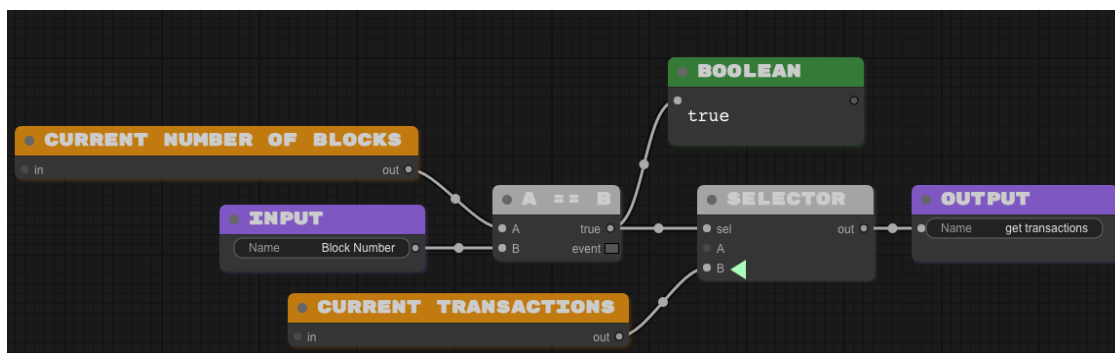 BOOLEAN
true
CURRENT NUMBER OF BLOCKS
in out
INPUT
Name Block Number
A == B
A true
B event
SELECTOR
sel out
A
B
OUTPUT
Name get transactions
CURRENT TRANSACTIONS
in out